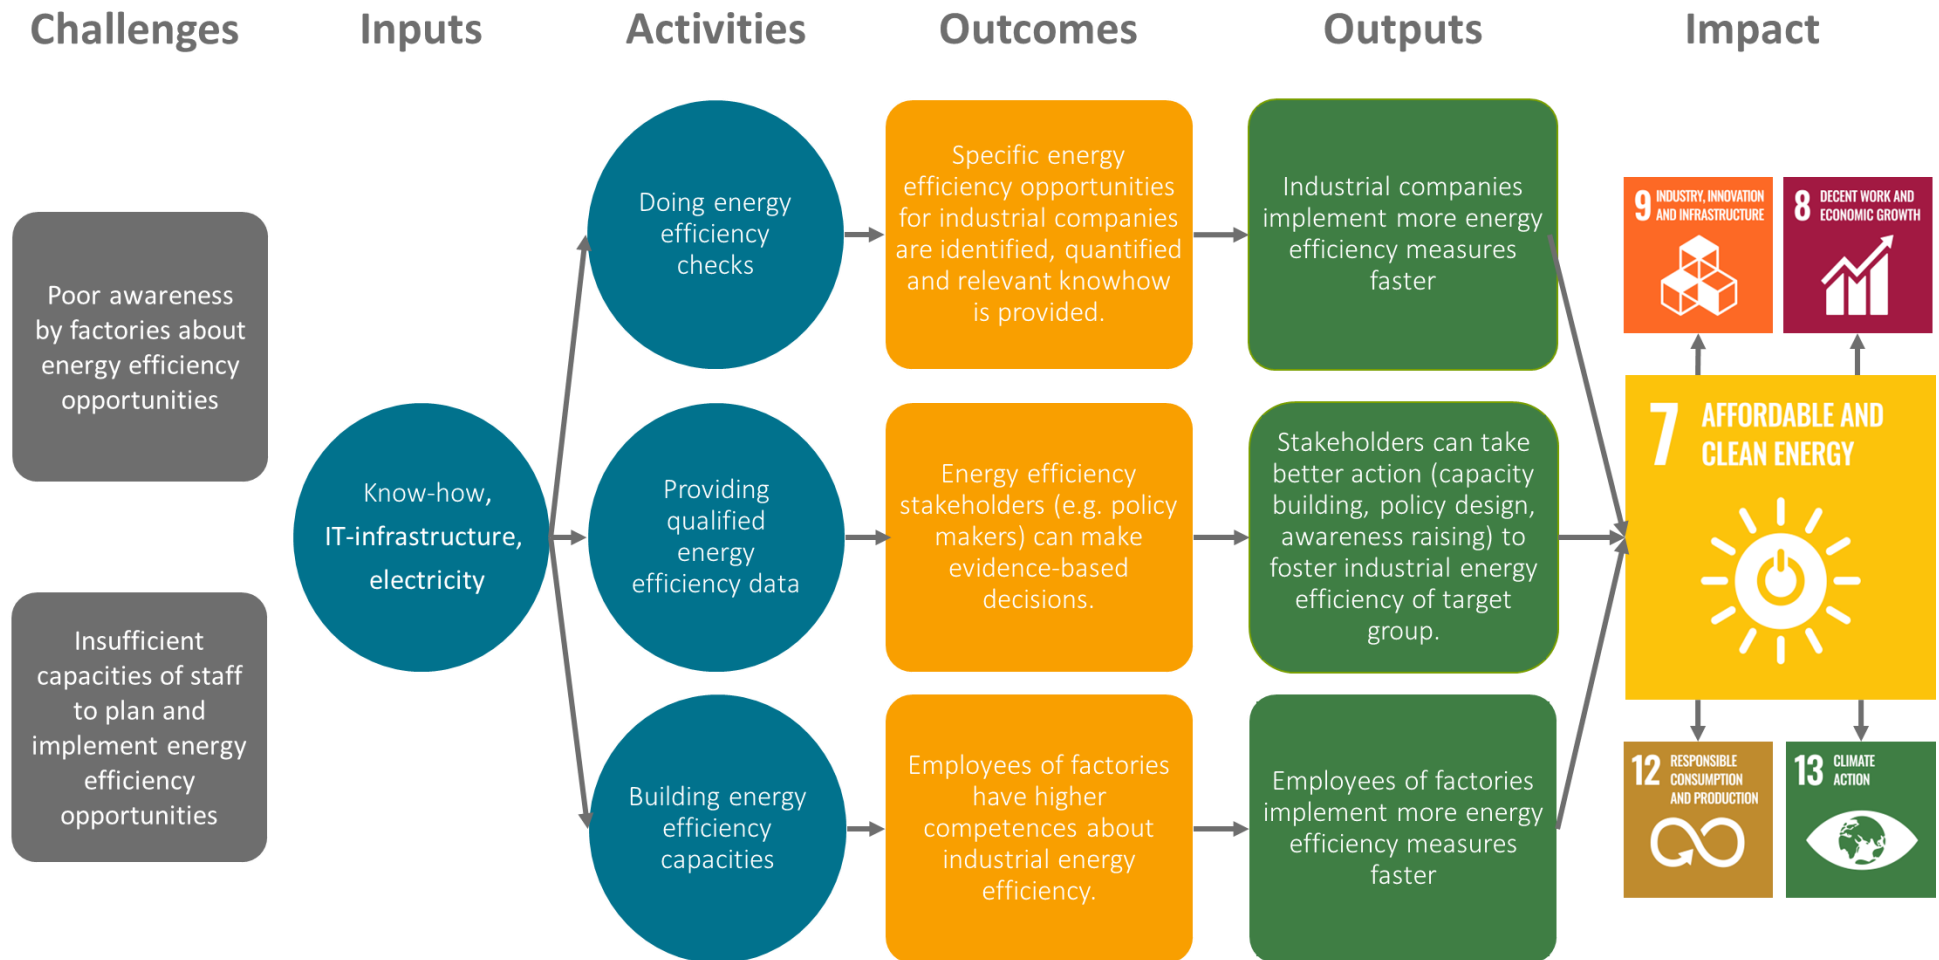 Challenges
Inputs
Activities
Outcomes
Outputs
Impact
Poor awareness
by factories about
energy efficiency
opportunities
Insufficient
capacities of staff
to plan and
implement energy
efficiency
opportunities
Know-how,
IT-infrastructure,
electricity
Doing energy
efficiency
checks
Providing
qualified
energy
efficiency data
Building energy
efficiency
capacities
Specific energy
efficiency opportunities
for industrial companies
are identified, quantified
and relevant knowhow
is provided.
Energy efficiency
stakeholders (e.g. policy
makers) can make
evidence-based
decisions.
Employees of factories
have higher
competences about
industrial energy
efficiency.
Industrial companies
implement more energy
efficiency measures
faster
Stakeholders can take
better action (capacity
building, policy design,
awareness raising) to
foster industrial energy
efficiency of target
group.
Employees of factories
implement more energy
efficiency measures
faster
9 INDUSTRY, INNOVATION
AND INFRASTRUCTURE
8 DECENT WORK AND
ECONOMIC GROWTH
7 AFFORDABLE AND
CLEAN ENERGY
12 RESPONSIBLE
CONSUMPTION
AND PRODUCTION
13 CLIMATE
ACTION